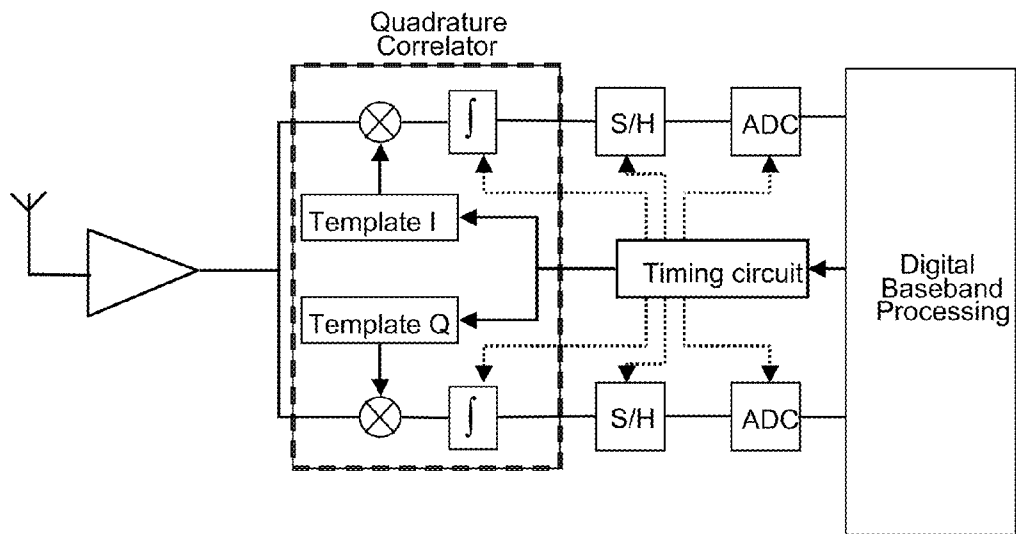 Quadrature
Correlator
∫
S/H
ADC
Template I
Timing circuit
Digital
Baseband
Processing
Template Q
∫
S/H
ADC